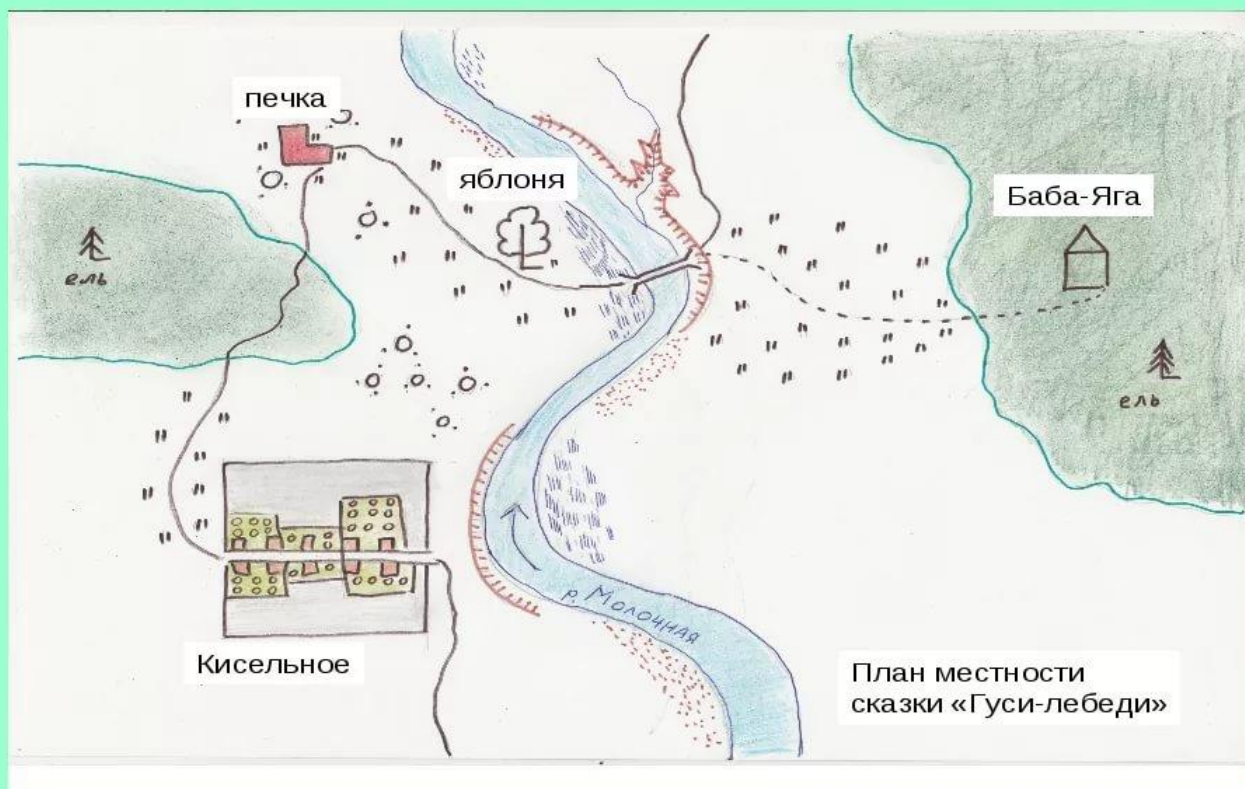 печка
яблоня
Баба-Яга
ель
ель
р. Молочная
Кисельное
План местности
сказки «Гуси-лебеди»